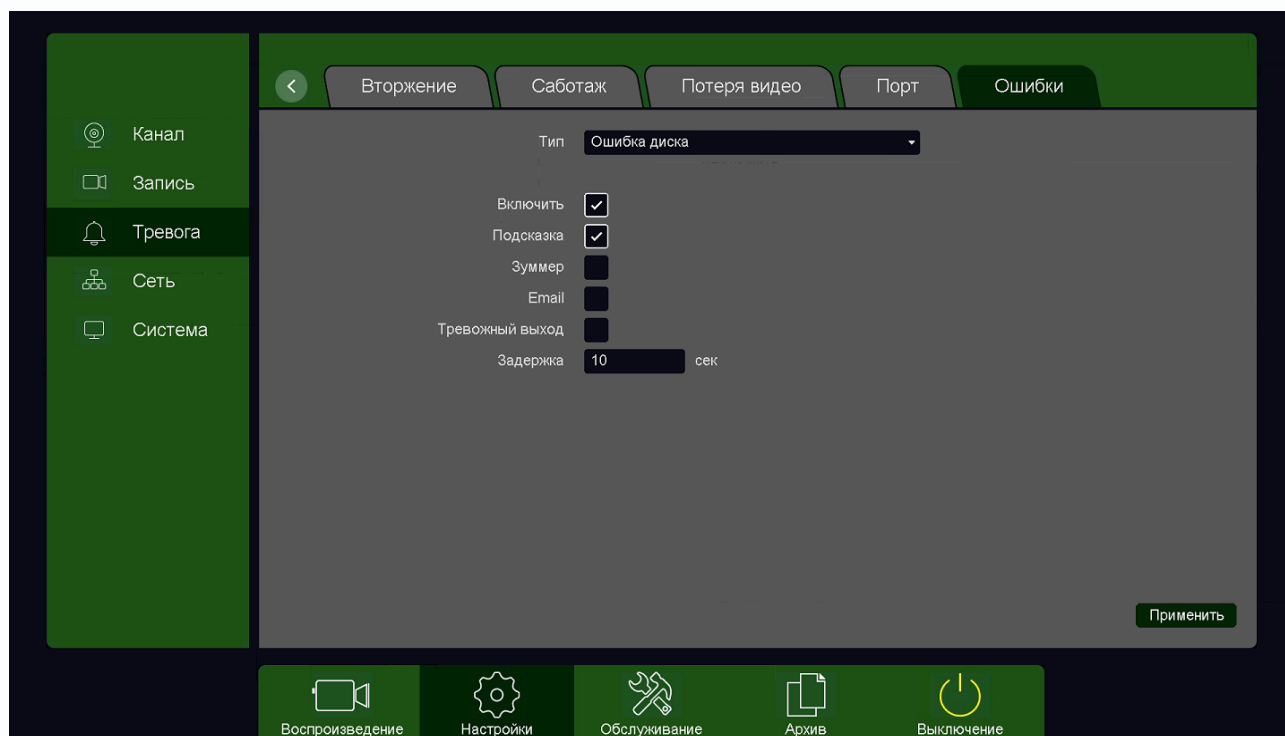 Вторжение
Саботаж
Потеря видео
Порт
Ошибки
Канал
Запись
Тревога
Сеть
Система
Тип Ошибка диска
Включить
Подсказка
Зуммер
Email
Тревожный выход
Задержка 10 сек
Применить
Воспроизведение
Настройки
Обслуживание
Архив
Выключение